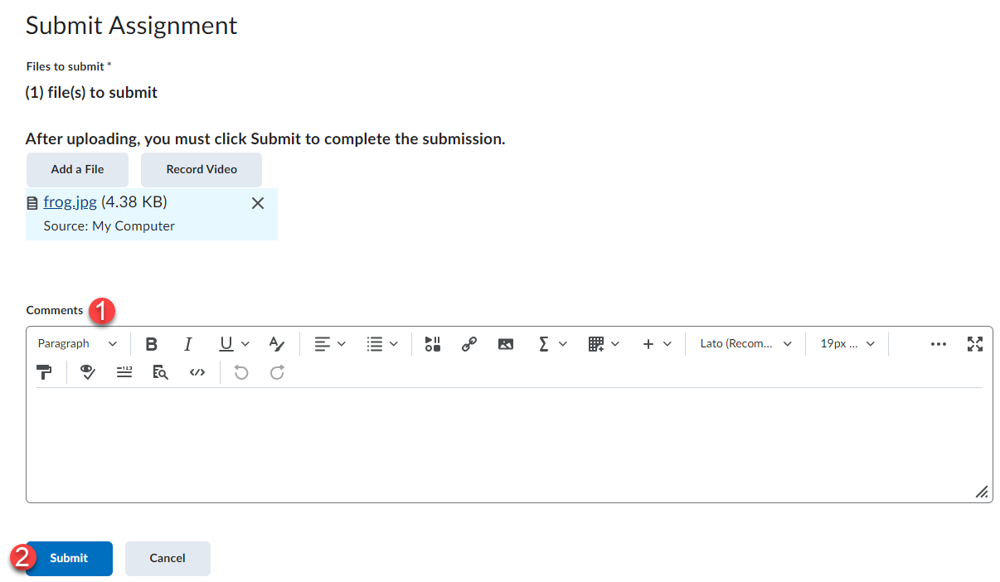 Submit Assignment
Files to submit *
(1) file(s) to submit
After uploading, you must click Submit to complete the submission.
Add a File Record Video
frog.jpg (4.38 KB)
Source: My Computer
Comments 1
Paragraph B I U A Σ + Lato (Recom... 19px ... ...
123 </>
2 Submit Cancel